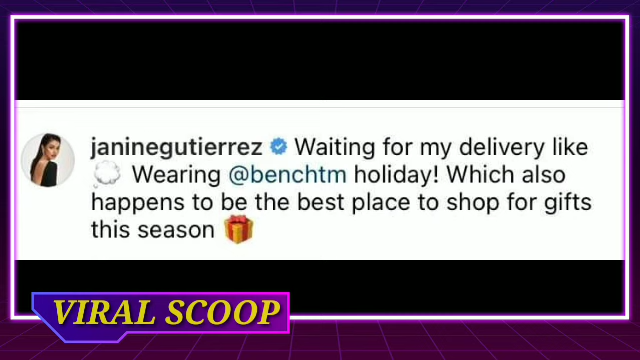 janinegutierrez Waiting for my delivery like
💭 Wearing @benchtm holiday! Which also
happens to be the best place to shop for gifts
this season 🎁
VIRAL SCOOP